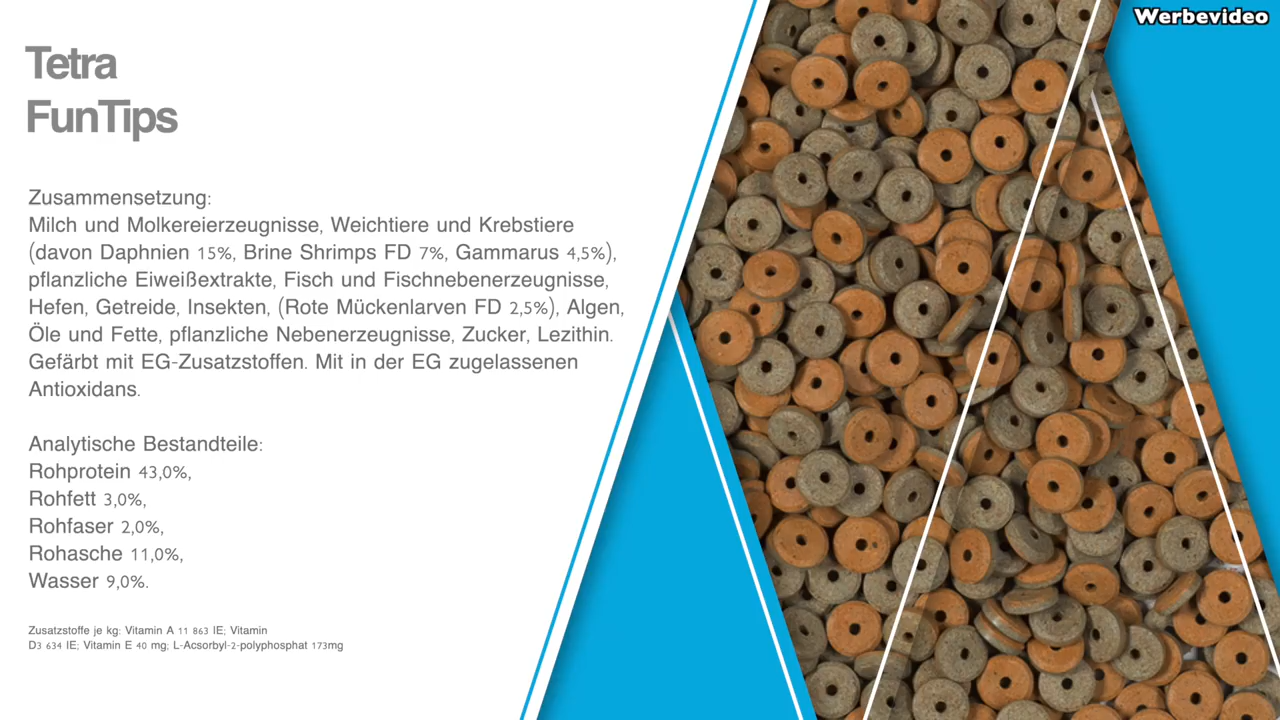 Werbevideo
Tetra
FunTips
Zusammensetzung:
Milch und Molkereierzeugnisse, Weichtiere und Krebstiere
(davon Daphnien 15%, Brine Shrimps FD 7%, Gammarus 4,5%),
pflanzliche Eiweißextrakte, Fisch und Fischnebenerzeugnisse,
Hefen, Getreide, Insekten, (Rote Mückenlarven FD 2,5%), Algen,
Öle und Fette, pflanzliche Nebenerzeugnisse, Zucker, Lezithin.
Gefärbt mit EG-Zusatzstoffen. Mit in der EG zugelassenen
Antioxidans.
Analytische Bestandteile:
Rohprotein 43,0%,
Rohfett 3,0%,
Rohfaser 2,0%,
Rohasche 11,0%,
Wasser 9,0%.
Zusatzstoffe je kg: Vitamin A 11 863 IE; Vitamin
D3 634 IE; Vitamin E 40 mg; L-Acsorbyl-2-polyphosphat 173mg